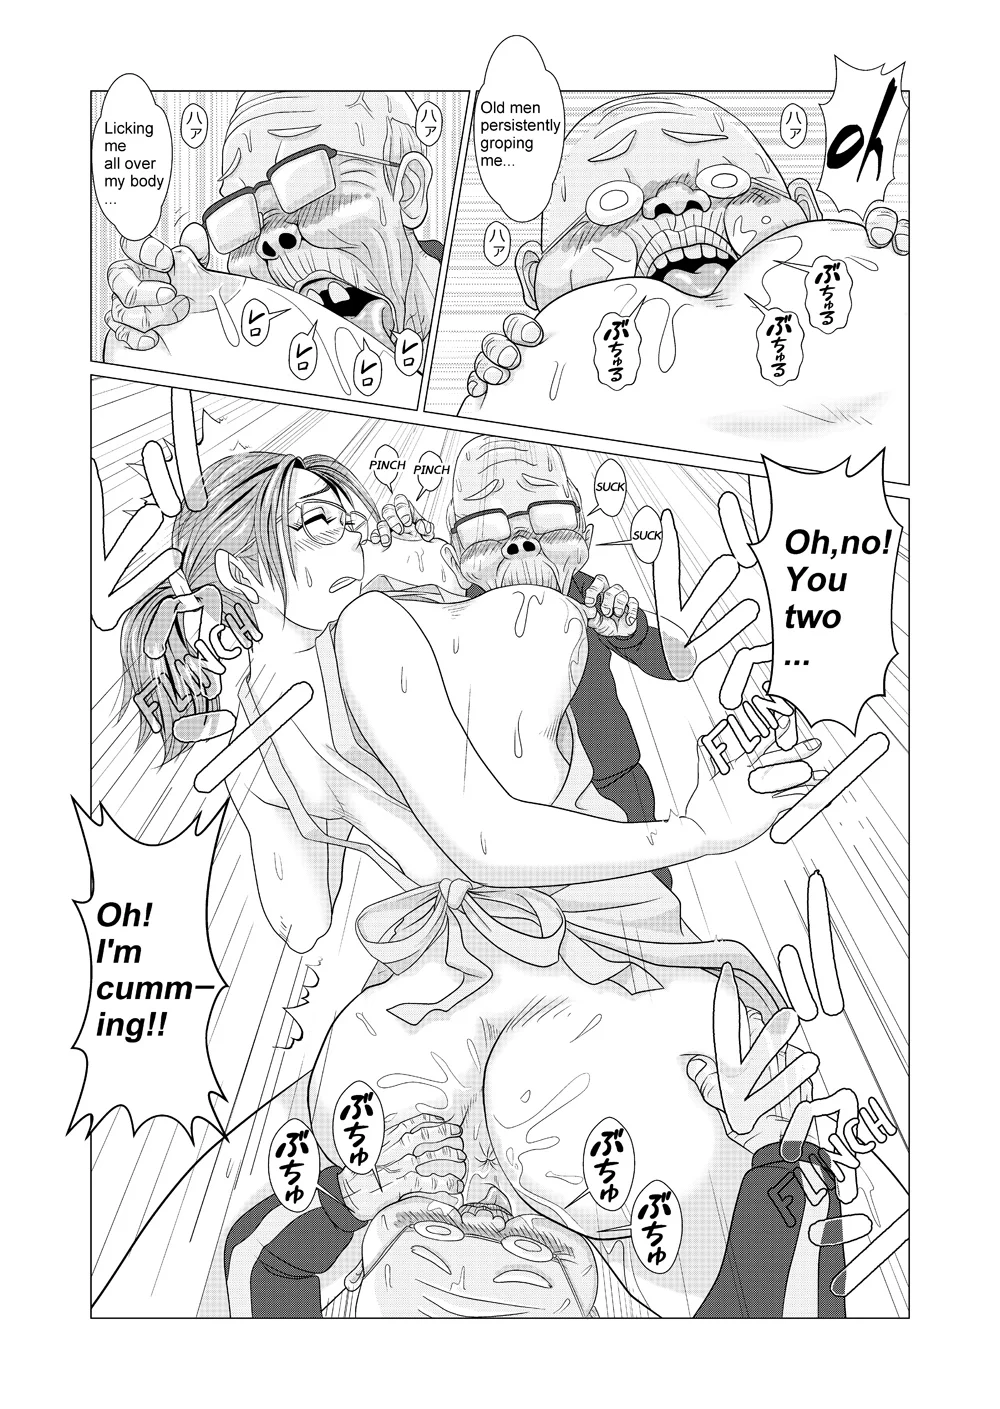 oh
ハァ
Old men
persistently
groping
me...
ハァ
ぶちゅる
ぶちゅる
ぶちゅる
ハァ
ハァ
Licking
me
all over
my body
...
レロ
レロ
レロ
レロ
Oh,no!
You
two
...
SUCK
SUCK
PINCH
PINCH
FLINCH
FLIN
Oh!
I'm
cumm-
ing!!
FLINCH
ぶちゅ
ぶちゅ
ぶちゅ
ぶちゅ